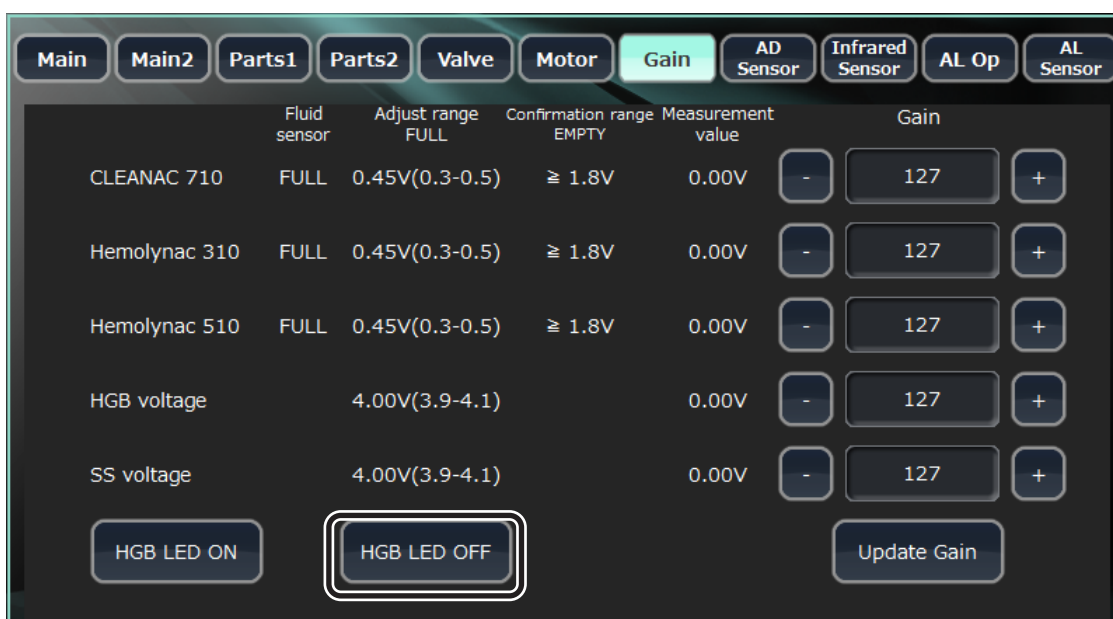 Main Main2 Parts1 Parts2 Valve Motor Gain AD Sensor Infrared Sensor AL Op AL Sensor
Fluid sensor Adjust range FULL Confirmation range EMPTY Measurement value Gain
CLEANAC 710 FULL 0.45V(0.3-0.5) ≧ 1.8V 0.00V - 127 +
Hemolynac 310 FULL 0.45V(0.3-0.5) ≧ 1.8V 0.00V - 127 +
Hemolynac 510 FULL 0.45V(0.3-0.5) ≧ 1.8V 0.00V - 127 +
HGB voltage 4.00V(3.9-4.1) 0.00V - 127 +
SS voltage 4.00V(3.9-4.1) 0.00V - 127 +
HGB LED ON HGB LED OFF Update Gain